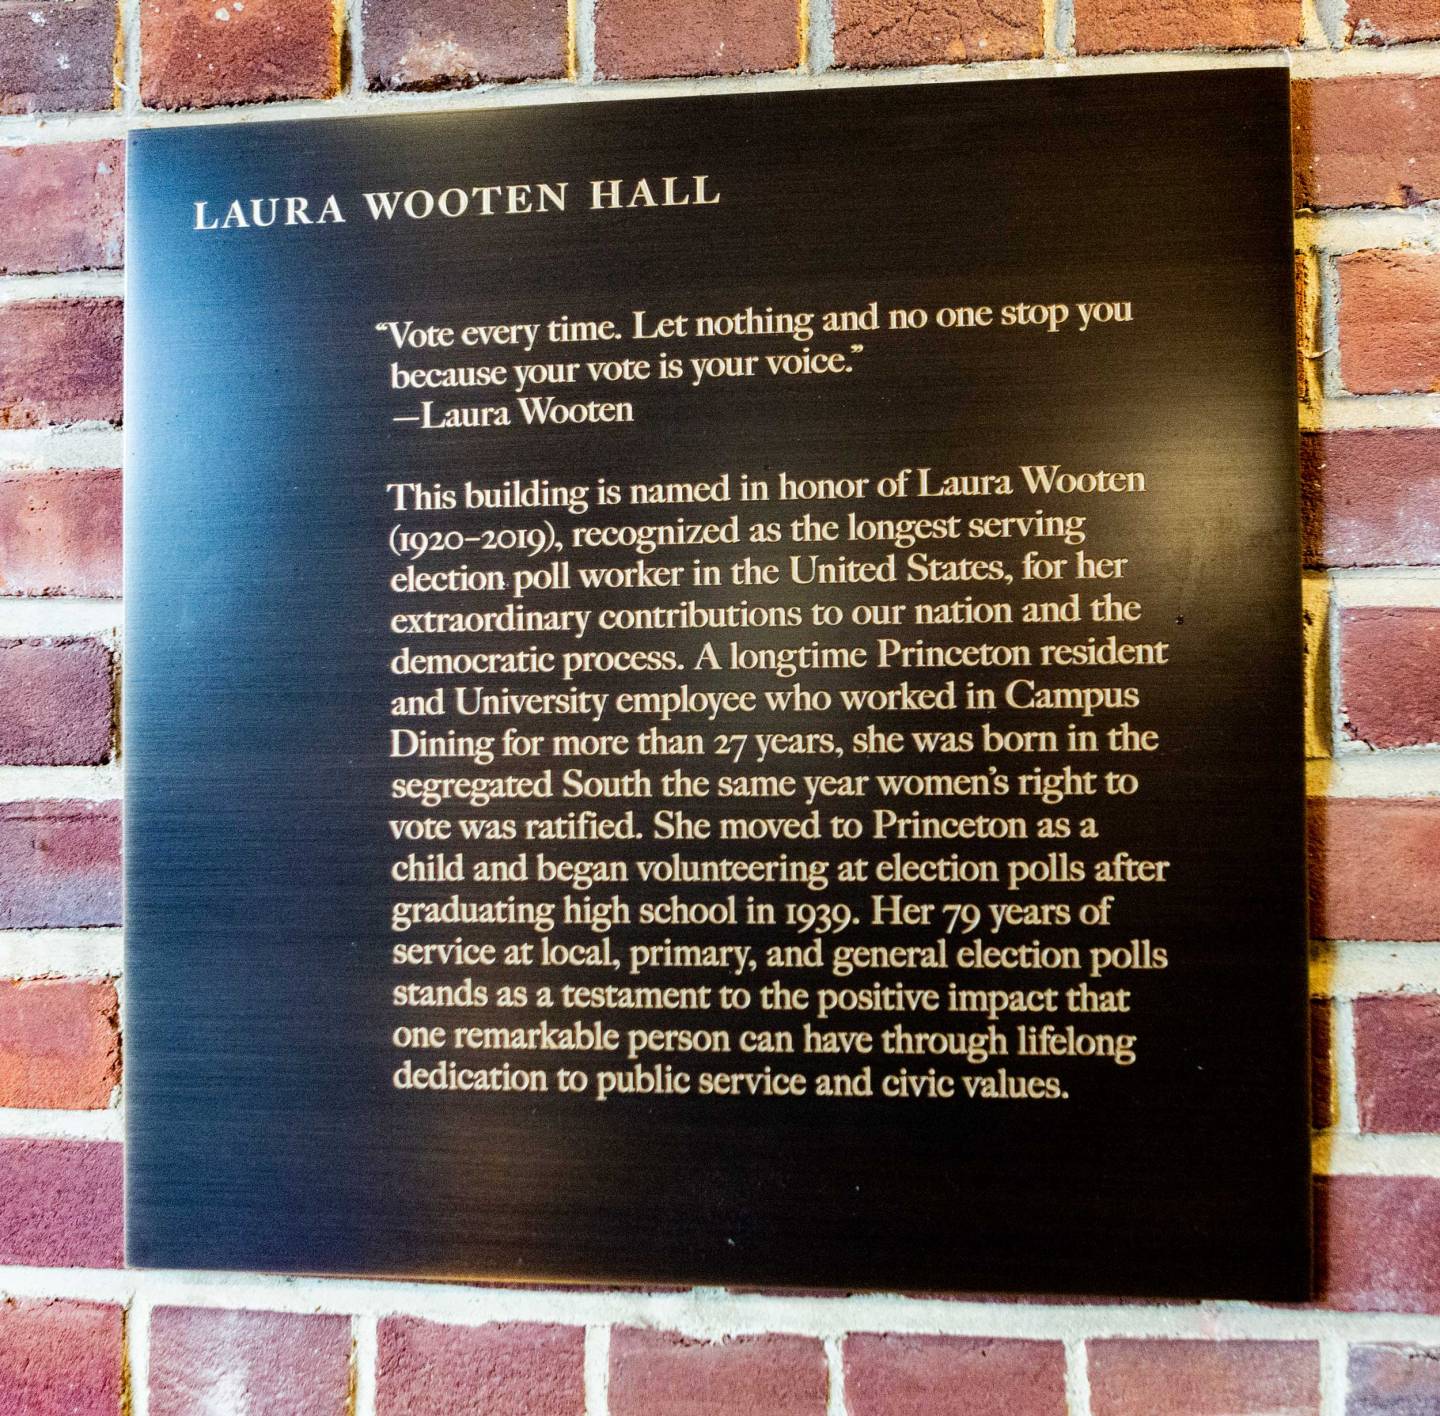 LAURA WOOTEN HALL
“Vote every time. Let nothing and no one stop you
because your vote is your voice.”
—Laura Wooten
This building is named in honor of Laura Wooten
(1920–2019), recognized as the longest serving
election poll worker in the United States, for her
extraordinary contributions to our nation and the
democratic process. A longtime Princeton resident
and University employee who worked in Campus
Dining for more than 27 years, she was born in the
segregated South the same year women’s right to
vote was ratified. She moved to Princeton as a
child and began volunteering at election polls after
graduating high school in 1939. Her 79 years of
service at local, primary, and general election polls
stands as a testament to the positive impact that
one remarkable person can have through lifelong
dedication to public service and civic values.